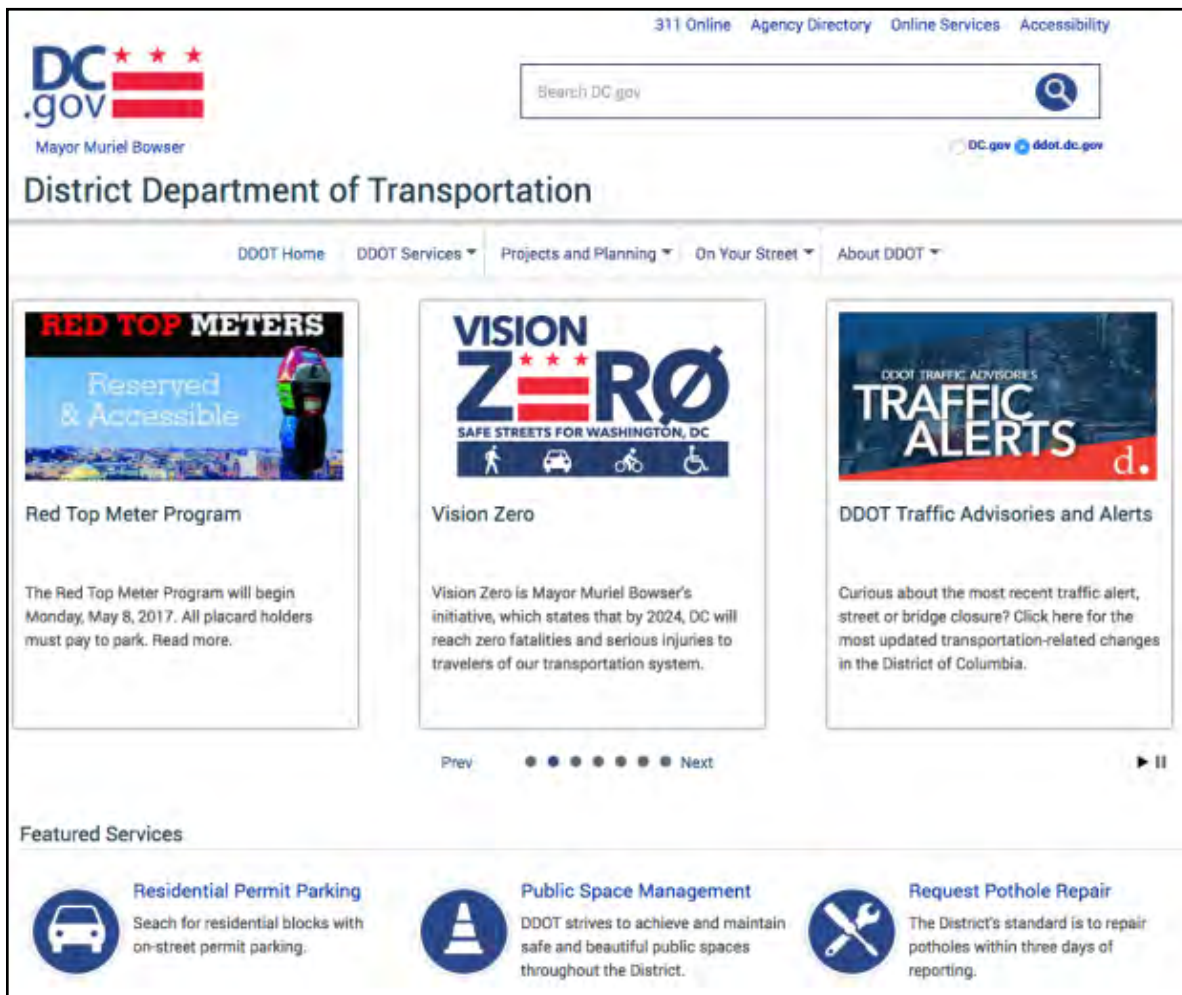 311 Online Agency Directory Online Services Accessibility
DC
.gov
Mayor Muriel Bowser
Search DC.gov
DC.gov ddot.dc.gov
District Department of Transportation
DDOT Home DDOT Services Projects and Planning On Your Street About DDOT
RED TOP METERS
Reserved
& Accessible
Red Top Meter Program
The Red Top Meter Program will begin
Monday, May 8, 2017. All placard holders
must pay to park. Read more.
VISION
ZERØ
SAFE STREETS FOR WASHINGTON, DC
Vision Zero
Vision Zero is Mayor Muriel Bowser's
initiative, which states that by 2024, DC will
reach zero fatalities and serious injuries to
travelers of our transportation system.
DDOT TRAFFIC ADVISORIES
TRAFFIC
ALERTS
d.
DDOT Traffic Advisories and Alerts
Curious about the most recent traffic alert,
street or bridge closure? Click here for the
most updated transportation-related changes
in the District of Columbia.
Prev Next
Featured Services
Residential Permit Parking
Seach for residential blocks with
on-street permit parking.
Public Space Management
DDOT strives to achieve and maintain
safe and beautiful public spaces
throughout the District.
Request Pothole Repair
The District's standard is to repair
potholes within three days of
reporting.